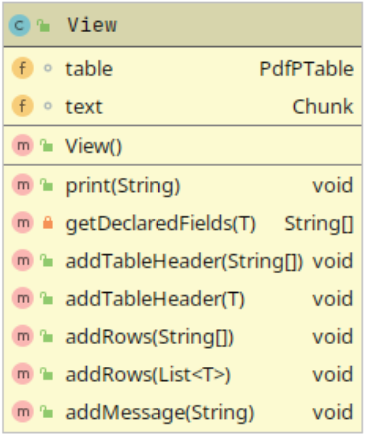 c View
f table PdfPTable
f text Chunk
m View()
m print(String) void
m getDeclaredFields(T) String[]
m addTableHeader(String[]) void
m addTableHeader(T) void
m addRows(String[]) void
m addRows(List<T>) void
m addMessage(String) void